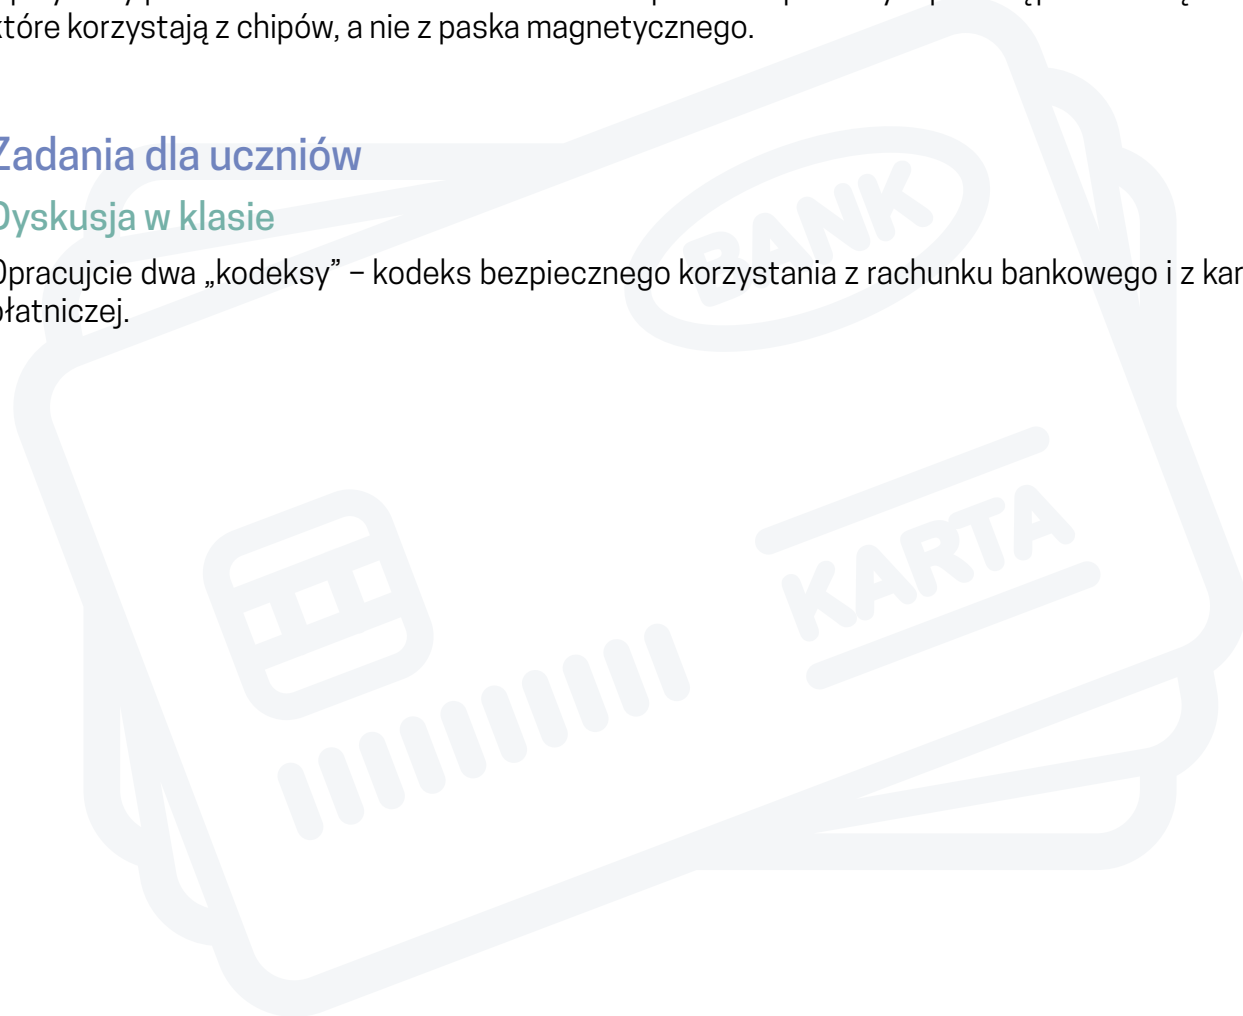 które korzystają z chipów, a nie z paska magnetycznego.
Zadania dla uczniów
Dyskusja w klasie
Opracujcie dwa „kodeksy” – kodeks bezpiecznego korzystania z rachunku bankowego i z kar
płatniczej.
BANK
KARTA